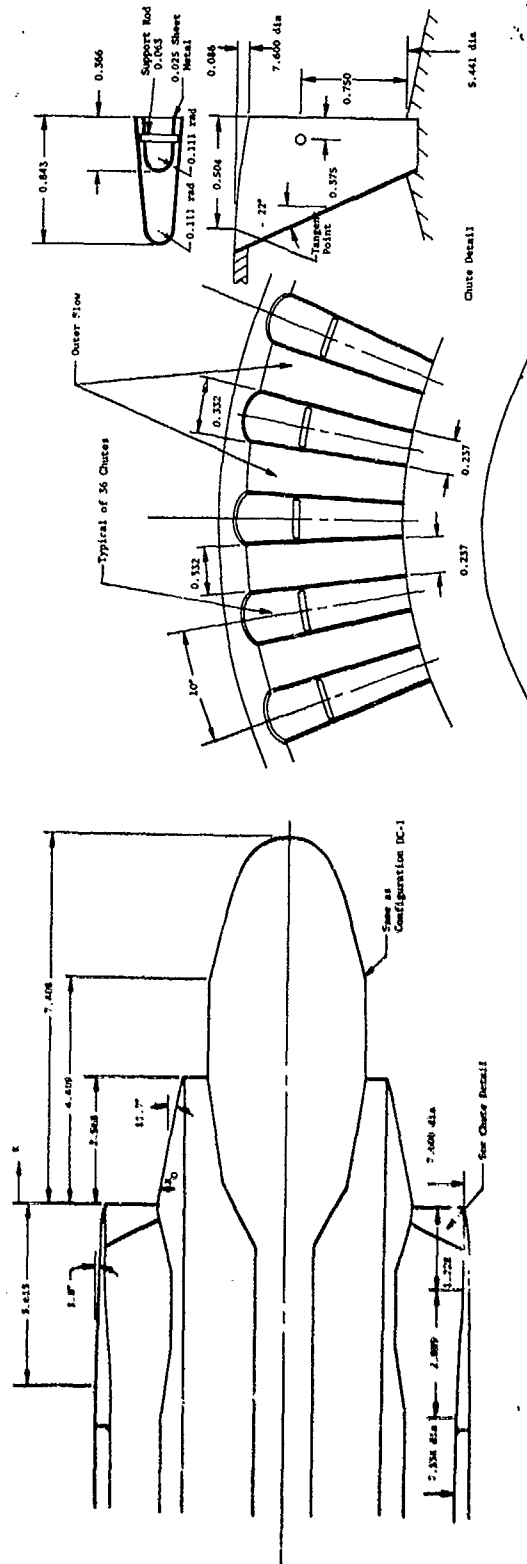 0.843
0.366
Support Rod
0.063
0.025 Sheet
Metal
0.111 rad
0.111 rad
0.504
0.086
7.600 dia
0.750
5.441 dia
0.375
22°
Tangent
Point
Chute Detail
Outer Flow
Typical of 36 Chutes
0.332
0.332
10°
0.237
0.237
7.408
4.409
Same as
Configuration DC-1
See Chute Detail